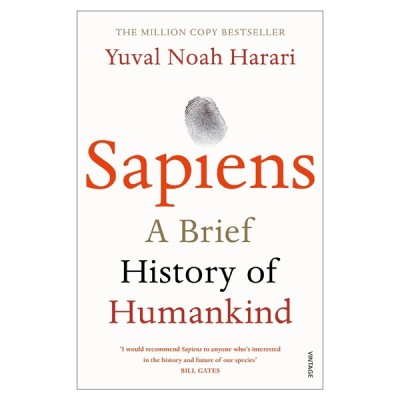 THE MILLION COPY BESTSELLER
Yuval Noah Harari
Sapiens
A Brief
History of
Humankind
'I would recommend Sapiens to anyone who's interested
in the history and future of our species'
BILL GATES
VINTAGE